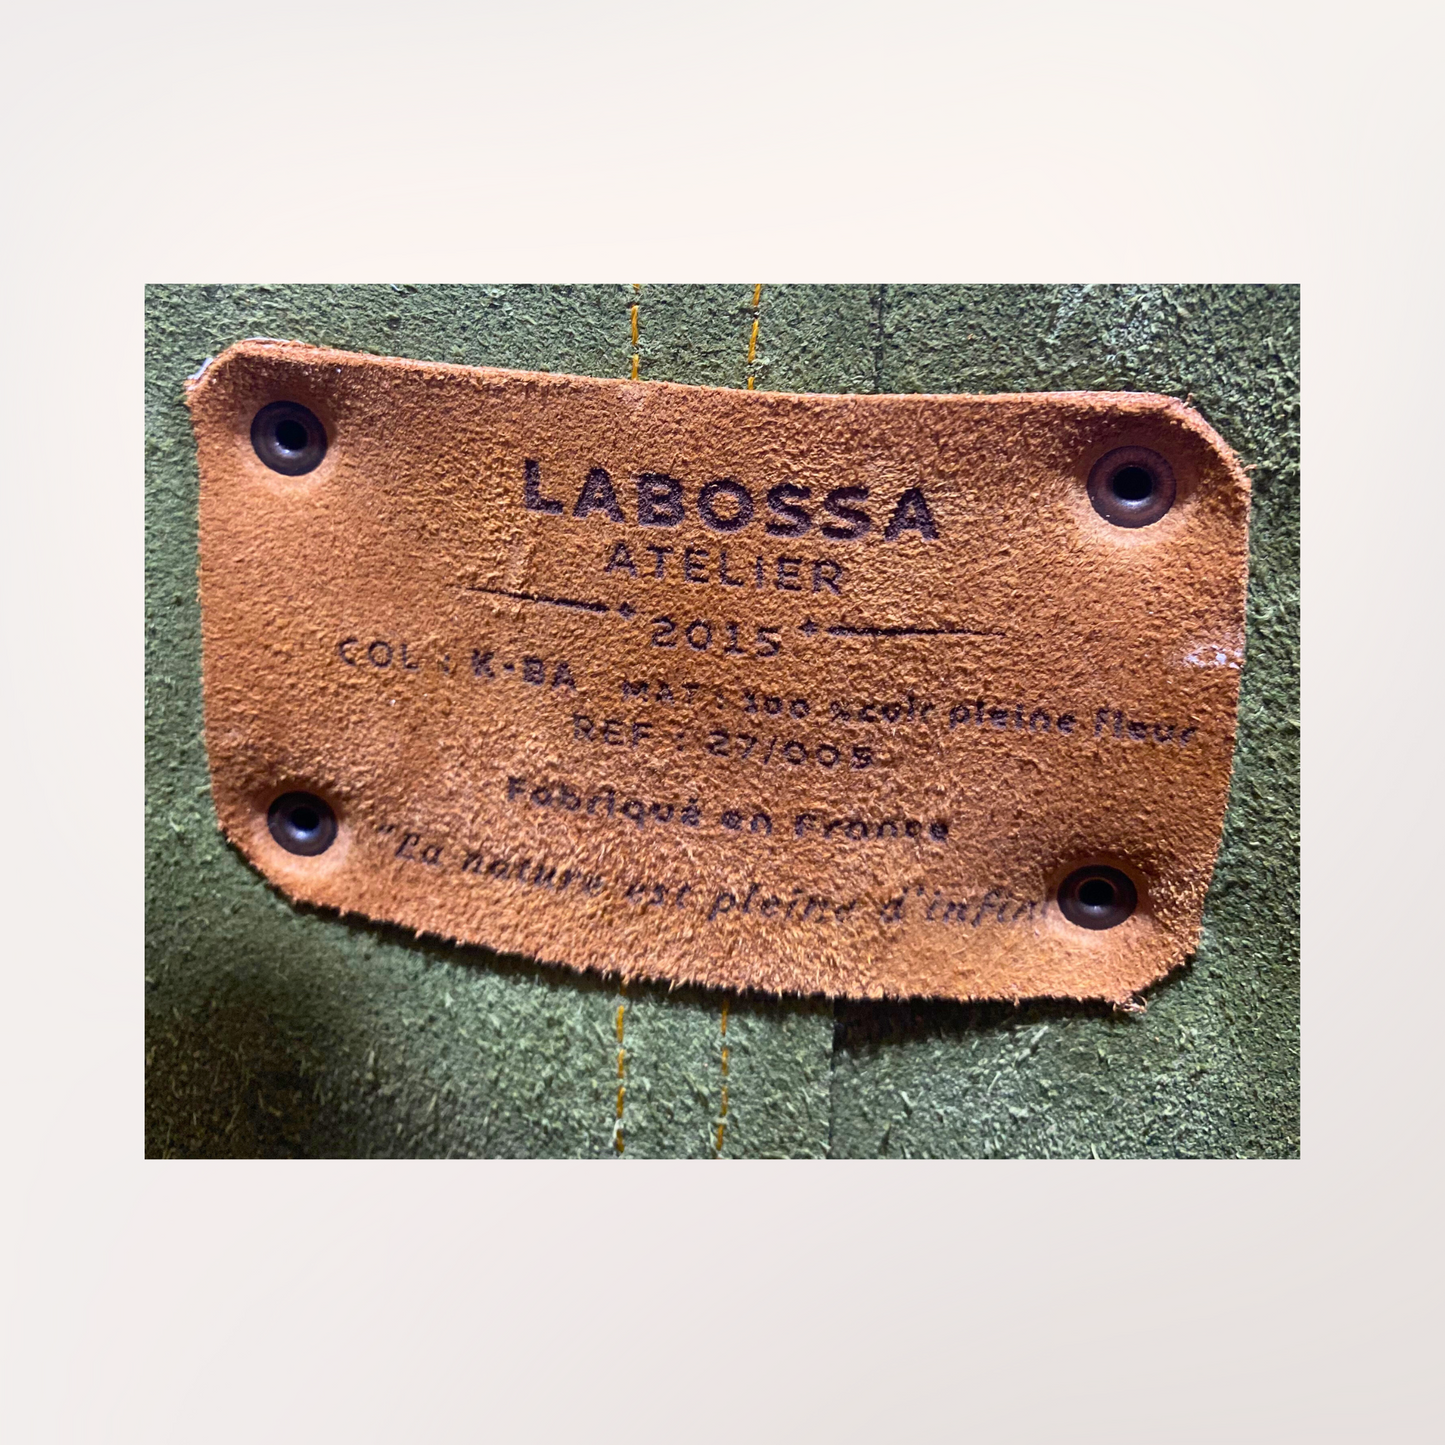 LABOSSA
ATELIER
2015
COL : K-BA MAT : 100 %cuir pleine fleur
REF : 27/005
Fabriqué en France
"La nature est pleine d'infini